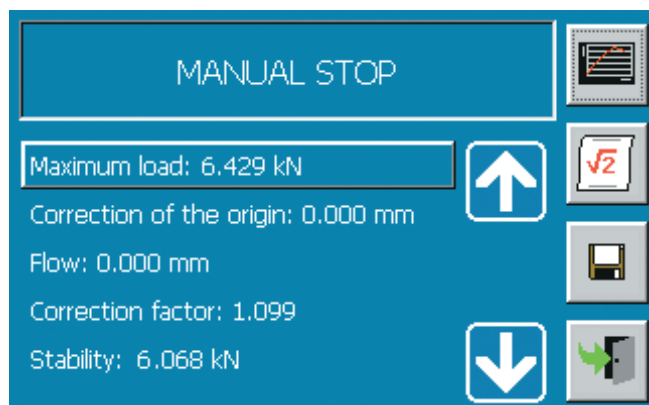 MANUAL STOP
Maximum load: 6.429 kN
Correction of the origin: 0.000 mm
Flow: 0.000 mm
Correction factor: 1.099
Stability: 6.068 kN
√2